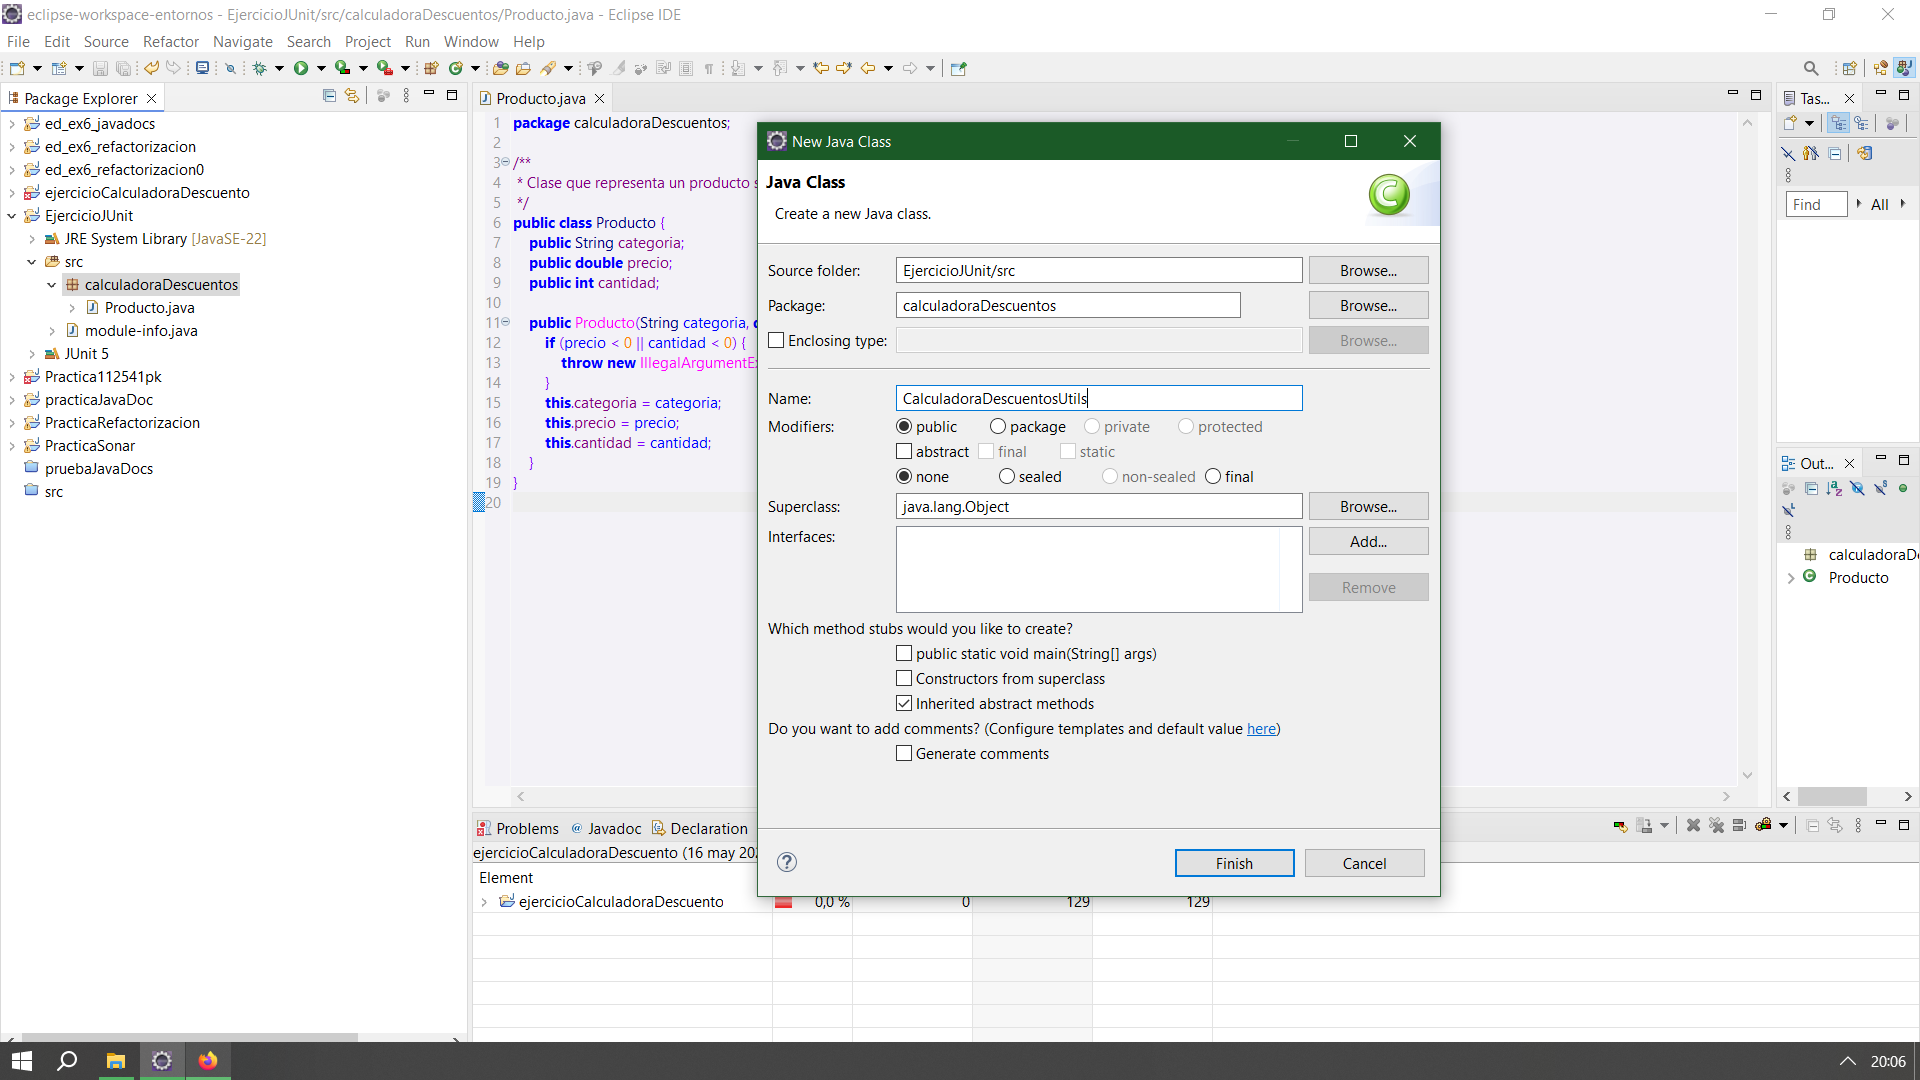 eclipse-workspace-entornos - EjercicioJUnit/src/calculadoraDescuentos/Producto.java - Eclipse IDE
File Edit Source Refactor Navigate Search Project Run Window Help
Package Explorer
ed_ex6_javadocs
ed_ex6_refactorizacion
ed_ex6_refactorizacion0
ejercicioCalculadoraDescuento
EjercicioJUnit
JRE System Library [JavaSE-22]
src
calculadoraDescuentos
Producto.java
module-info.java
JUnit 5
Practica112541pk
practicaJavaDoc
PracticaRefactorizacion
PracticaSonar
pruebaJavaDocs
src
Producto.java
1 package calculadoraDescuentos;
2
3 /**
4 * Clase que representa un producto s
5 */
6 public class Producto {
7 public String categoria;
8 public double precio;
9 public int cantidad;
10
11 public Producto(String categoria, d
12 if (precio < 0 || cantidad < 0) {
13 throw new IllegalArgumentEx
14 }
15 this.categoria = categoria;
16 this.precio = precio;
17 this.cantidad = cantidad;
18 }
19 }
20
New Java Class
Java Class
Create a new Java class.
Source folder: EjercicioJUnit/src Browse...
Package: calculadoraDescuentos Browse...
Enclosing type: Browse...
Name: CalculadoraDescuentosUtils
Modifiers: public package private protected
abstract final static
none sealed non-sealed final
Superclass: java.lang.Object Browse...
Interfaces: Add...
Remove
Which method stubs would you like to create?
public static void main(String[] args)
Constructors from superclass
Inherited abstract methods
Do you want to add comments? (Configure templates and default value here)
Generate comments
Finish Cancel
Tas...
Find All
Out...
calculadoraD
Producto
Problems Javadoc Declaration
ejercicioCalculadoraDescuento (16 may 202
Element
ejercicioCalculadoraDescuento 0,0 % 0 129 129
20:06